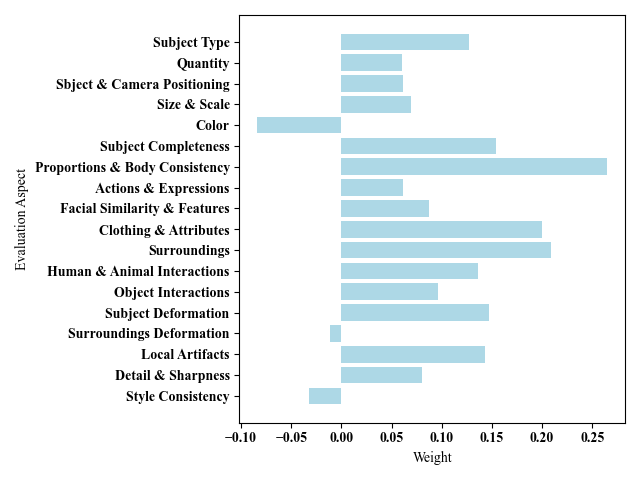 Subject Type
Quantity
Sbject & Camera Positioning
Size & Scale
Color
Subject Completeness
Proportions & Body Consistency
Actions & Expressions
Facial Similarity & Features
Clothing & Attributes
Surroundings
Human & Animal Interactions
Object Interactions
Subject Deformation
Surroundings Deformation
Local Artifacts
Detail & Sharpness
Style Consistency
Evaluation Aspect
−0.10 −0.05 0.00 0.05 0.10 0.15 0.20 0.25
Weight